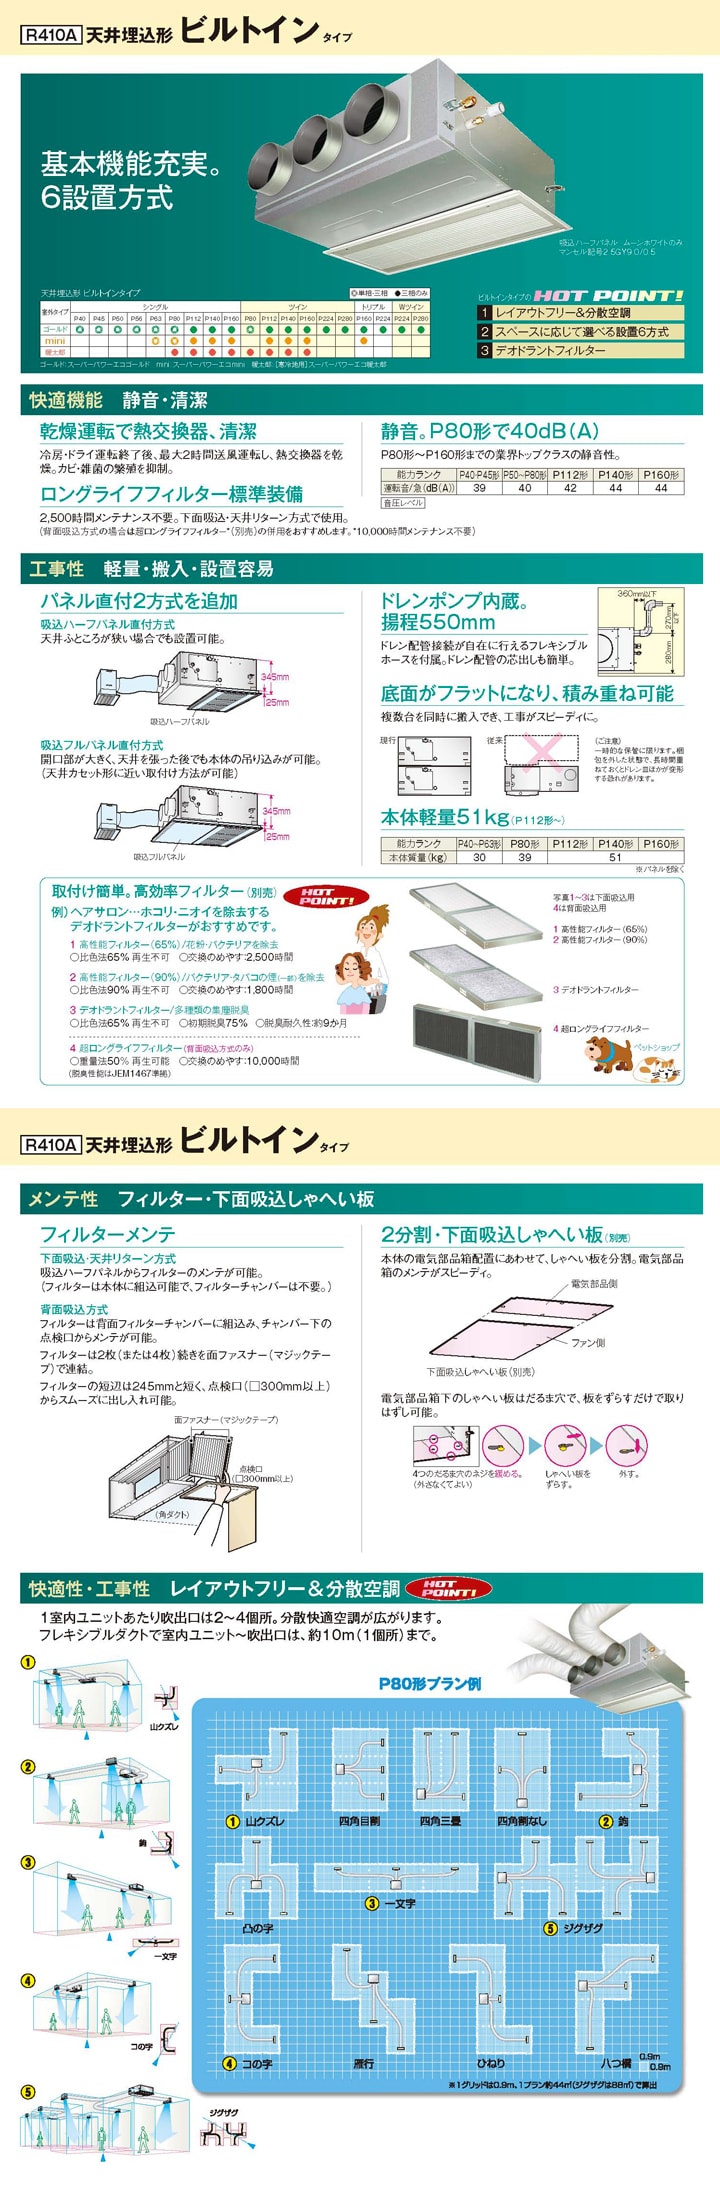 R410A 天井埋込形 ビルトイン タイプ
基本機能充実。
6設置方式
吸込ハーフパネル ムーンホワイトのみ
マンセル記号2.5GY9.0/0.5
天井埋込形 ビルトインタイプ
◎単相・三相 ●三相のみ
室外タイプ シングル ツイン トリプル Wツイン
P40 P45 P50 P56 P63 P80 P112 P140 P160 P80 P112 P140 P160 P224 P280 P160 P224 P224 P280
ゴールド
mini
暖太郎
ゴールド:スーパーパワーエコゴールド mini:スーパーパワーエコmini 暖太郎:[寒冷地用]スーパーパワーエコ暖太郎
ビルトインタイプの HOT POINT!
1 レイアウトフリー&分散空調
2 スペースに応じて選べる設置6方式
3 デオドラントフィルター
快適機能 静音・清潔
乾燥運転で熱交換器、清潔
冷房・ドライ運転終了後、最大2時間送風運転し、熱交換器を乾
燥。カビ・雑菌の繁殖を抑制。
ロングライフフィルター標準装備
2,500時間メンテナンス不要。下面吸込・天井リターン方式で使用。
(背面吸込方式の場合は超ロングライフフィルター*(別売)の併用をおすすめします。*10,000時間メンテナンス不要)
静音。P80形で40dB(A)
P80形~P160形までの業界トップクラスの静音性。
能力ランク P40・P45形 P50~P80形 P112形 P140形 P160形
運転音/急(dB(A)) 39 40 42 44 44
音圧レベル
工事性 軽量・搬入・設置容易
パネル直付2方式を追加
吸込ハーフパネル直付方式
天井ふところが狭い場合でも設置可能。
345mm
25mm
吸込ハーフパネル
吸込フルパネル直付方式
開口部が大きく、天井を張った後でも本体の吊り込みが可能。
(天井カセット形に近い取付け方法が可能)
345mm
25mm
吸込フルパネル
ドレンポンプ内蔵。
揚程550mm
ドレン配管接続が自在に行えるフレキシブル
ホースを付属。ドレン配管の芯出しも簡単。
360mm以下
270mm以下
280mm
底面がフラットになり、積み重ね可能
複数台を同時に搬入でき、工事がスピーディに。
現行
従来
(ご注意)
一時的な保管に限ります。梱
包を外した状態で、長時間重
ねておくとドレン皿ほかが変形
する恐れがあります。
本体軽量51kg(P112形~)
能力ランク P40~P63形 P80形 P112形 P140形 P160形
本体質量(kg) 30 39 51
※パネルを除く
取付け簡単。高効率フィルター(別売) HOT POINT!
例)ヘアサロン…ホコリ・ニオイを除去する
デオドラントフィルターがおすすめです。
1 高性能フィルター(65%)/花粉・バクテリアを除去
○比色法65% 再生不可 ○交換のめやす:2,500時間
2 高性能フィルター(90%)/バクテリア・タバコの煙(一部)を除去
○比色法90% 再生不可 ○交換のめやす:1,800時間
3 デオドラントフィルター/多種類の集塵脱臭
○比色法65% 再生不可 ○初期脱臭75% ○脱臭耐久性:約9か月
4 超ロングライフフィルター(背面吸込方式のみ)
○重量法50% 再生可能 ○交換のめやす:10,000時間
(脱臭性能はJEM1467準拠)
写真1~3は下面吸込用
4は背面吸込用
1 高性能フィルター(65%)
2 高性能フィルター(90%)
3 デオドラントフィルター
4 超ロングライフフィルター
ペットショップ
R410A 天井埋込形 ビルトイン タイプ
メンテ性 フィルター・下面吸込しゃへい板
フィルターメンテ
下面吸込・天井リターン方式
吸込ハーフパネルからフィルターのメンテが可能。
(フィルターは本体に組込可能で、フィルターチャンバーは不要。)
背面吸込方式
フィルターは背面フィルターチャンバーに組込み、チャンバー下の
点検口からメンテが可能。
フィルターは2枚(または4枚)続きを面ファスナー(マジックテー
プ)で連結。
フィルターの短辺は245mmと短く、点検口(□300mm以上)
からスムーズに出し入れ可能。
面ファスナー(マジックテープ)
点検口
(□300mm以上)
(角ダクト)
2分割・下面吸込しゃへい板(別売)
本体の電気部品箱配置にあわせて、しゃへい板を分割。電気部品
箱のメンテがスピーディ。
電気部品側
ファン側
下面吸込しゃへい板(別売)
電気部品箱下のしゃへい板はだるま穴で、板をずらすだけで取り
はずし可能。
4つのだるま穴のネジを緩める。
(外さなくてよい)
しゃへい板を
ずらす。
外す。
快適性・工事性 レイアウトフリー&分散空調 HOT POINT!
1室内ユニットあたり吹出口は2~4個所。分散快適空調が広がります。
フレキシブルダクトで室内ユニット~吹出口は、約10m(1個所)まで。
1
山クズレ
2
鉤
3
一文字
4
コの字
5
ジグザグ
P80形プラン例
1 山クズレ
四角目割
四角三畳
四角割なし
2 鉤
凸の字
3 一文字
5 ジグザグ
4 コの字
雁行
ひねり
八つ橋
0.9m
0.9m
※1グリッドは0.9m、1プラン約44㎡(ジグザグは88㎡)で算出